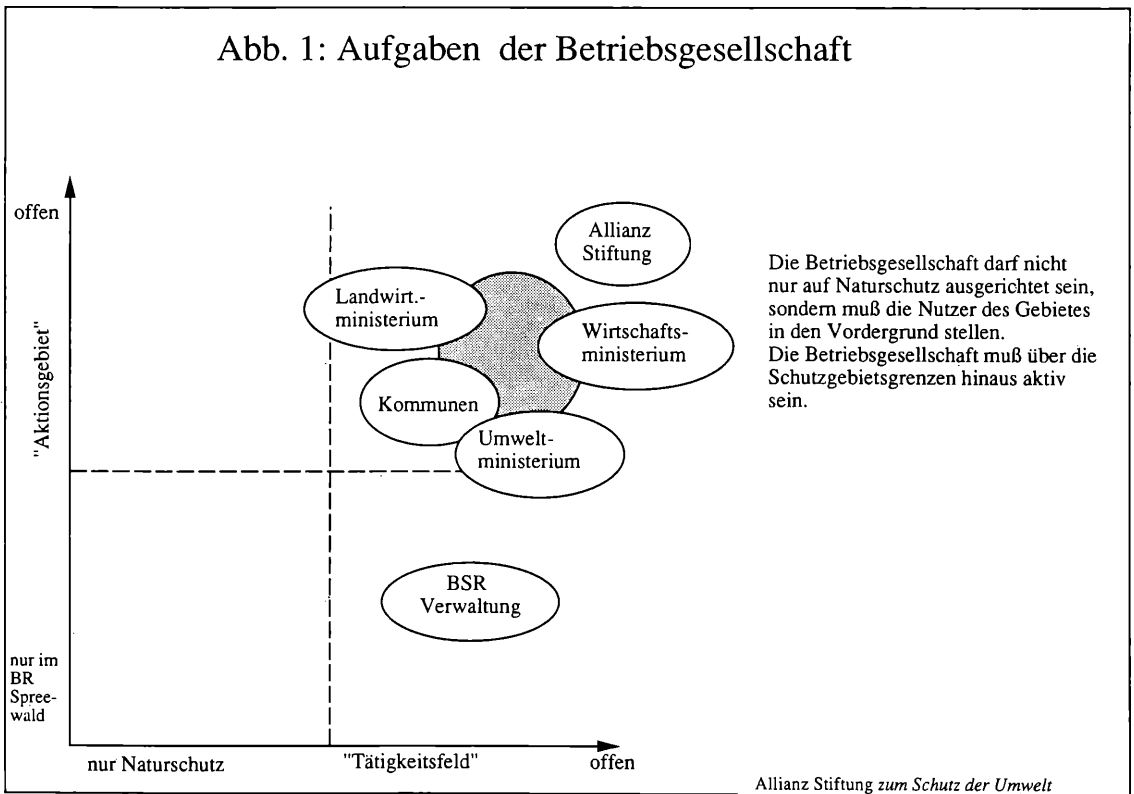 Abb. 1: Aufgaben der Betriebsgesellschaft
offen
"Aktionsgebiet"
nur im
BR
Spree-
wald
Allianz
Stiftung
Landwirt.-
ministerium
Wirtschafts-
ministerium
Kommunen
Umwelt-
ministerium
BSR
Verwaltung
Die Betriebsgesellschaft darf nicht
nur auf Naturschutz ausgerichtet sein,
sondern muß die Nutzer des Gebietes
in den Vordergrund stellen.
Die Betriebsgesellschaft muß über die
Schutzgebietsgrenzen hinaus aktiv
sein.
nur Naturschutz "Tätigkeitsfeld" offen
Allianz Stiftung zum Schutz der Umwelt